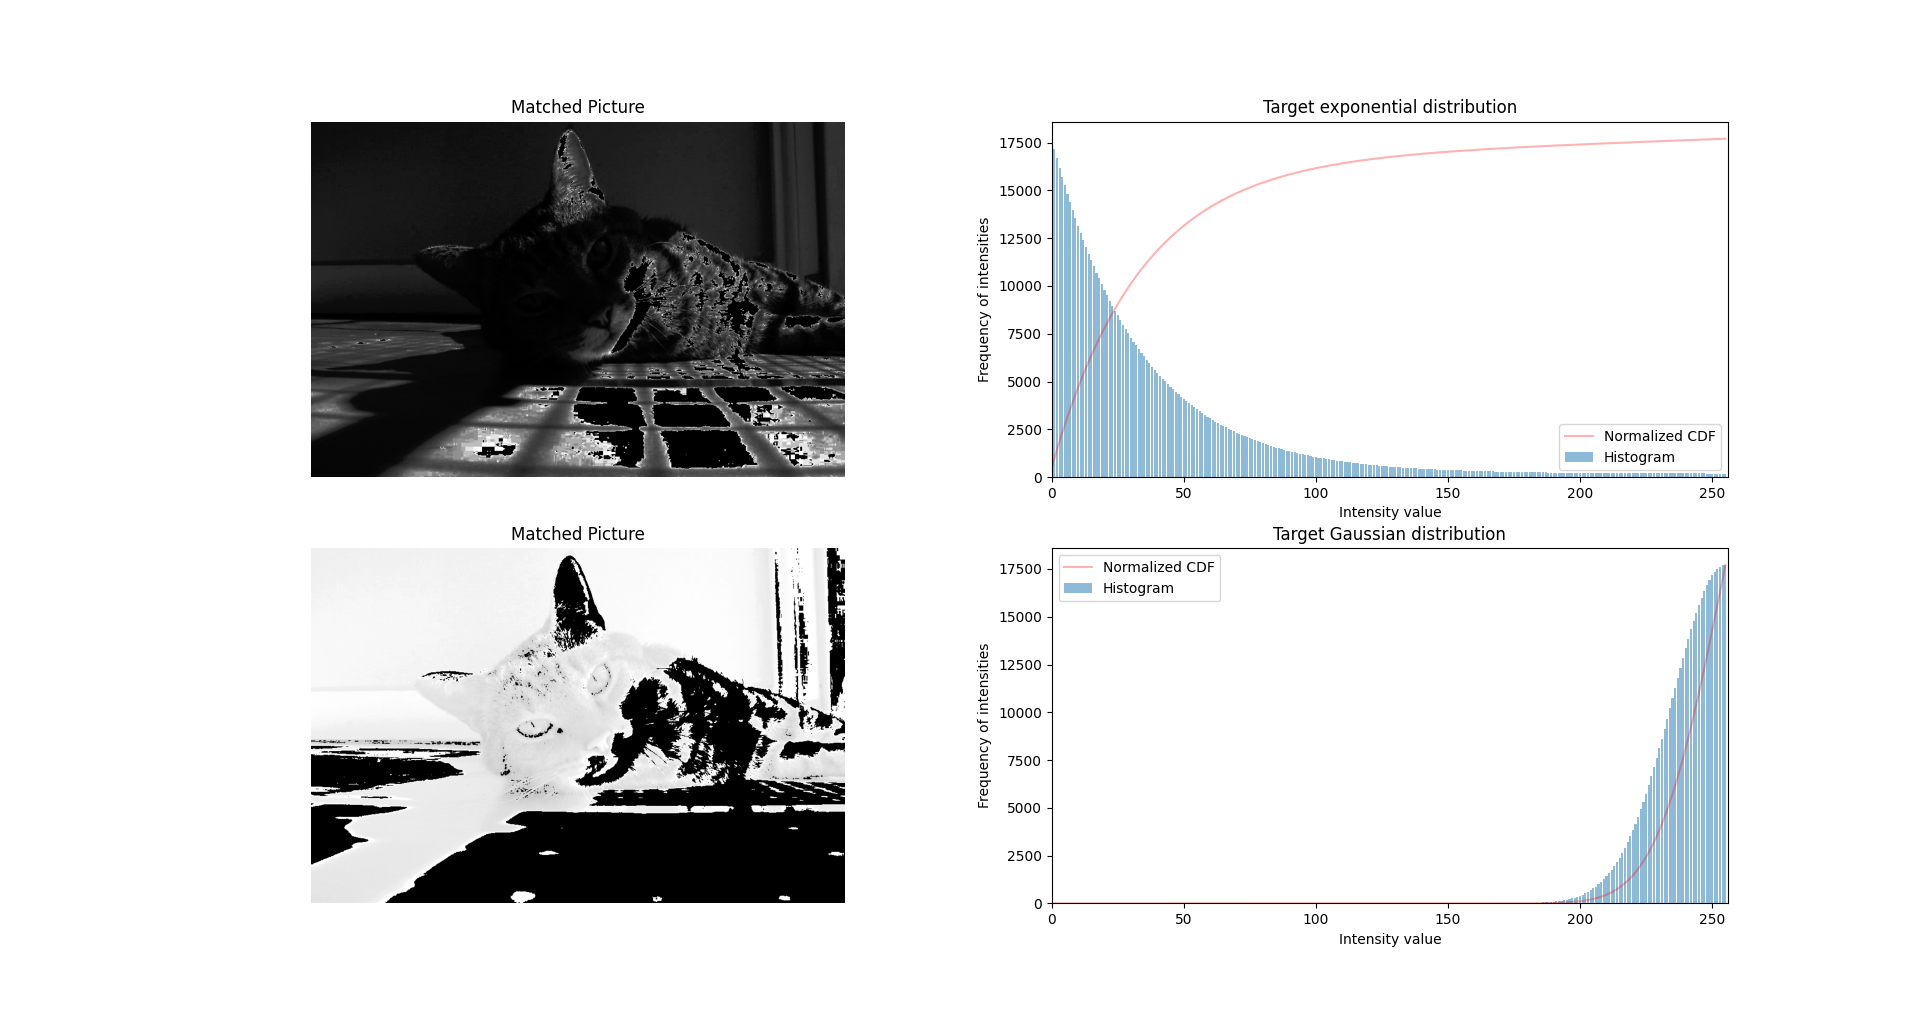 Matched Picture
Target exponential distribution
17500
15000
12500
10000
7500
5000
2500
0
Frequency of intensities
Normalized CDF
Histogram
0 50 100 150 200 250
Intensity value
Matched Picture
Target Gaussian distribution
17500
15000
12500
10000
7500
5000
2500
0
Frequency of intensities
Normalized CDF
Histogram
0 50 100 150 200 250
Intensity value